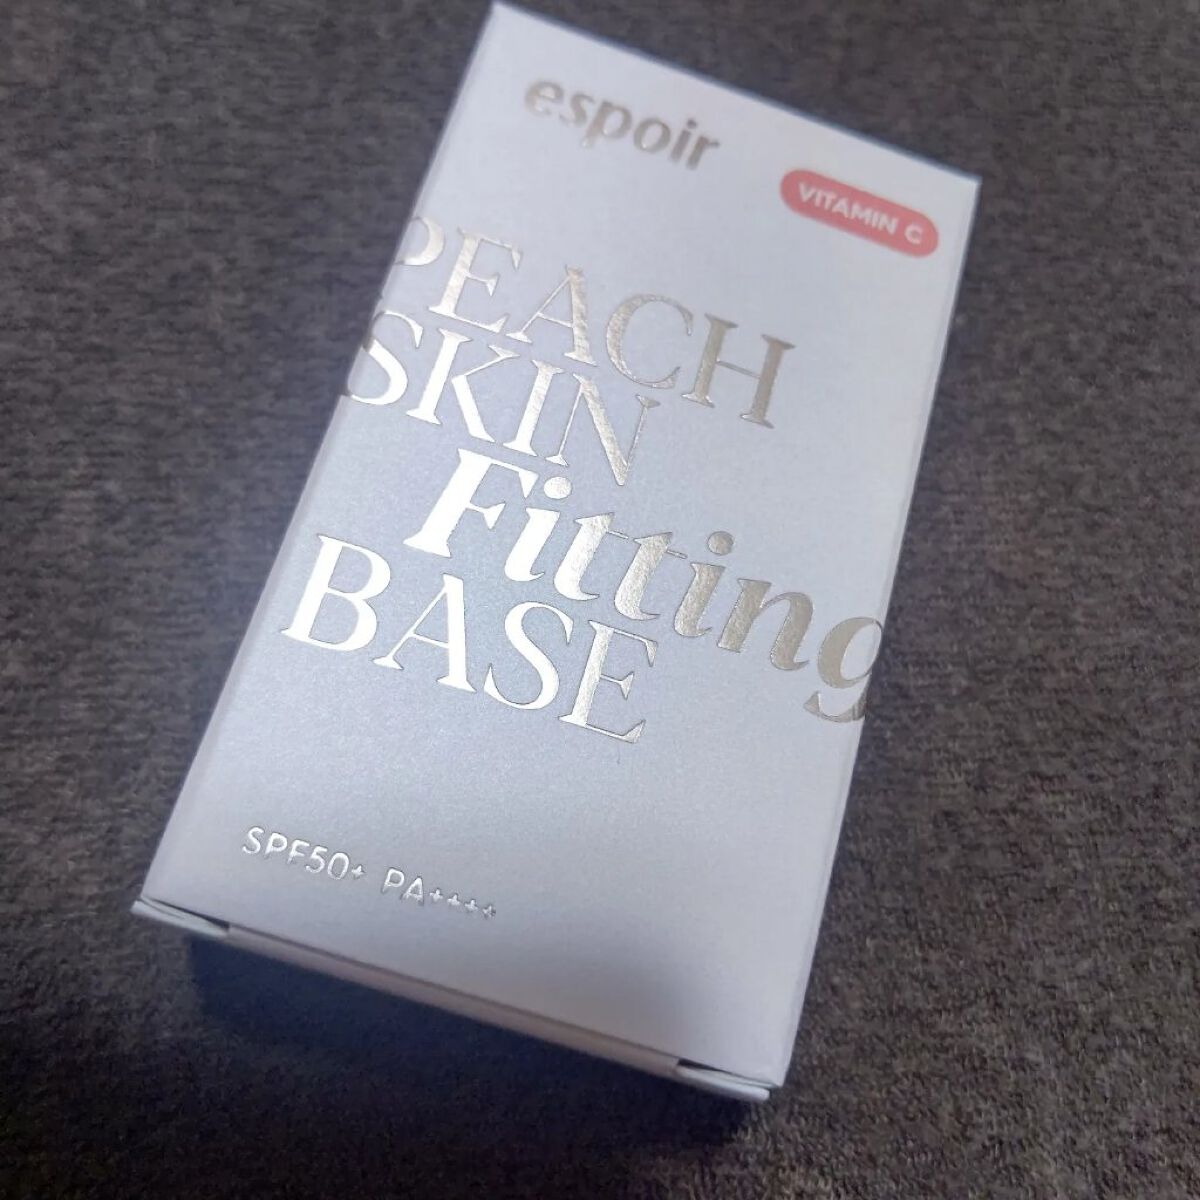 espoir
VITAMIN C
PEACH
SKIN
Fitting
BASE
SPF50+ PA++++